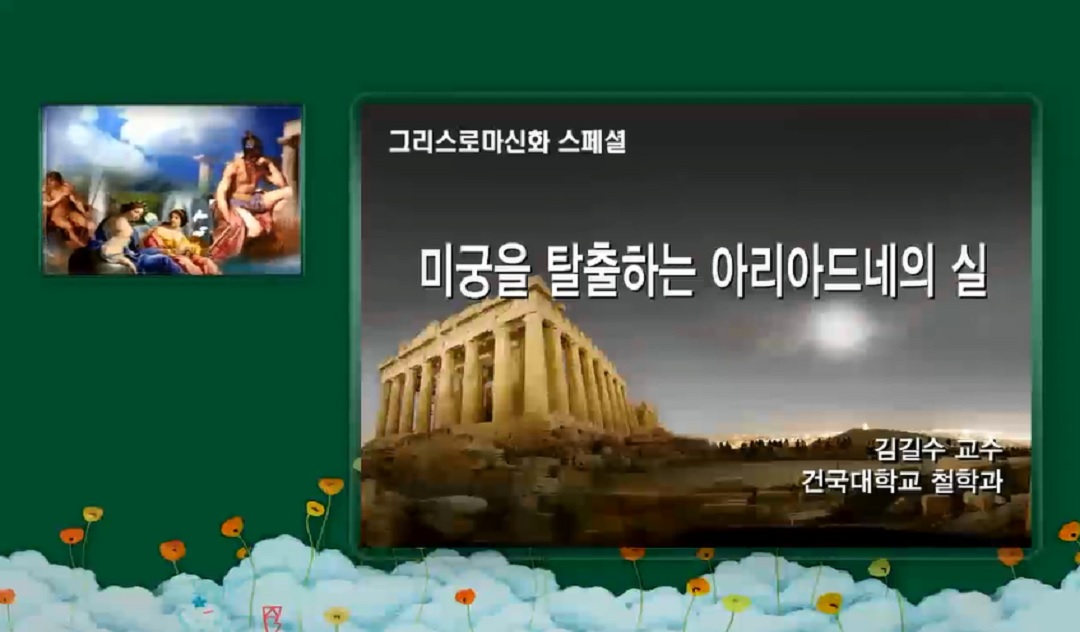 그리스로마신화 스페셜
미궁을 탈출하는 아리아드네의 실
김길수 교수
건국대학교 철학과